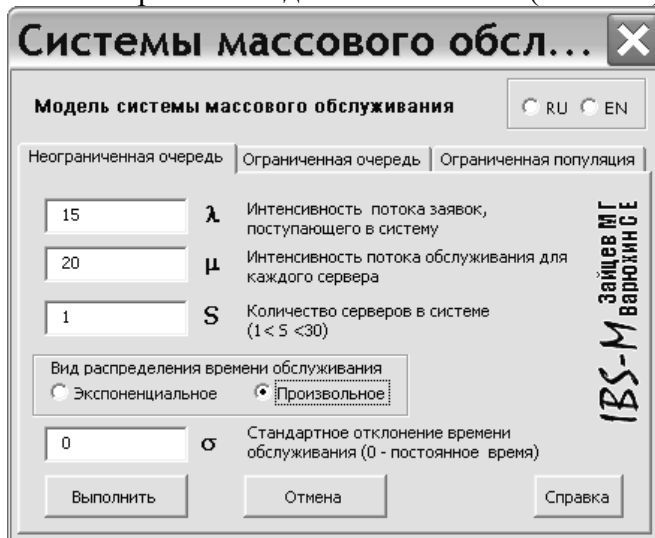 Системы массового обсл...
Модель системы массового обслуживания
RU EN
Неограниченная очередь Ограниченная очередь Ограниченная популяция
15 λ Интенсивность потока заявок,
поступающего в систему
20 μ Интенсивность потока обслуживания для
каждого сервера
1 S Количество серверов в системе
(1< S <30)
Вид распределения времени обслуживания
Экспоненциальное Произвольное
0 σ Стандартное отклонение времени
обслуживания (0 - постоянное время)
Выполнить Отмена Справка
IBS-M Зайцев М Г
Варюхин С Е